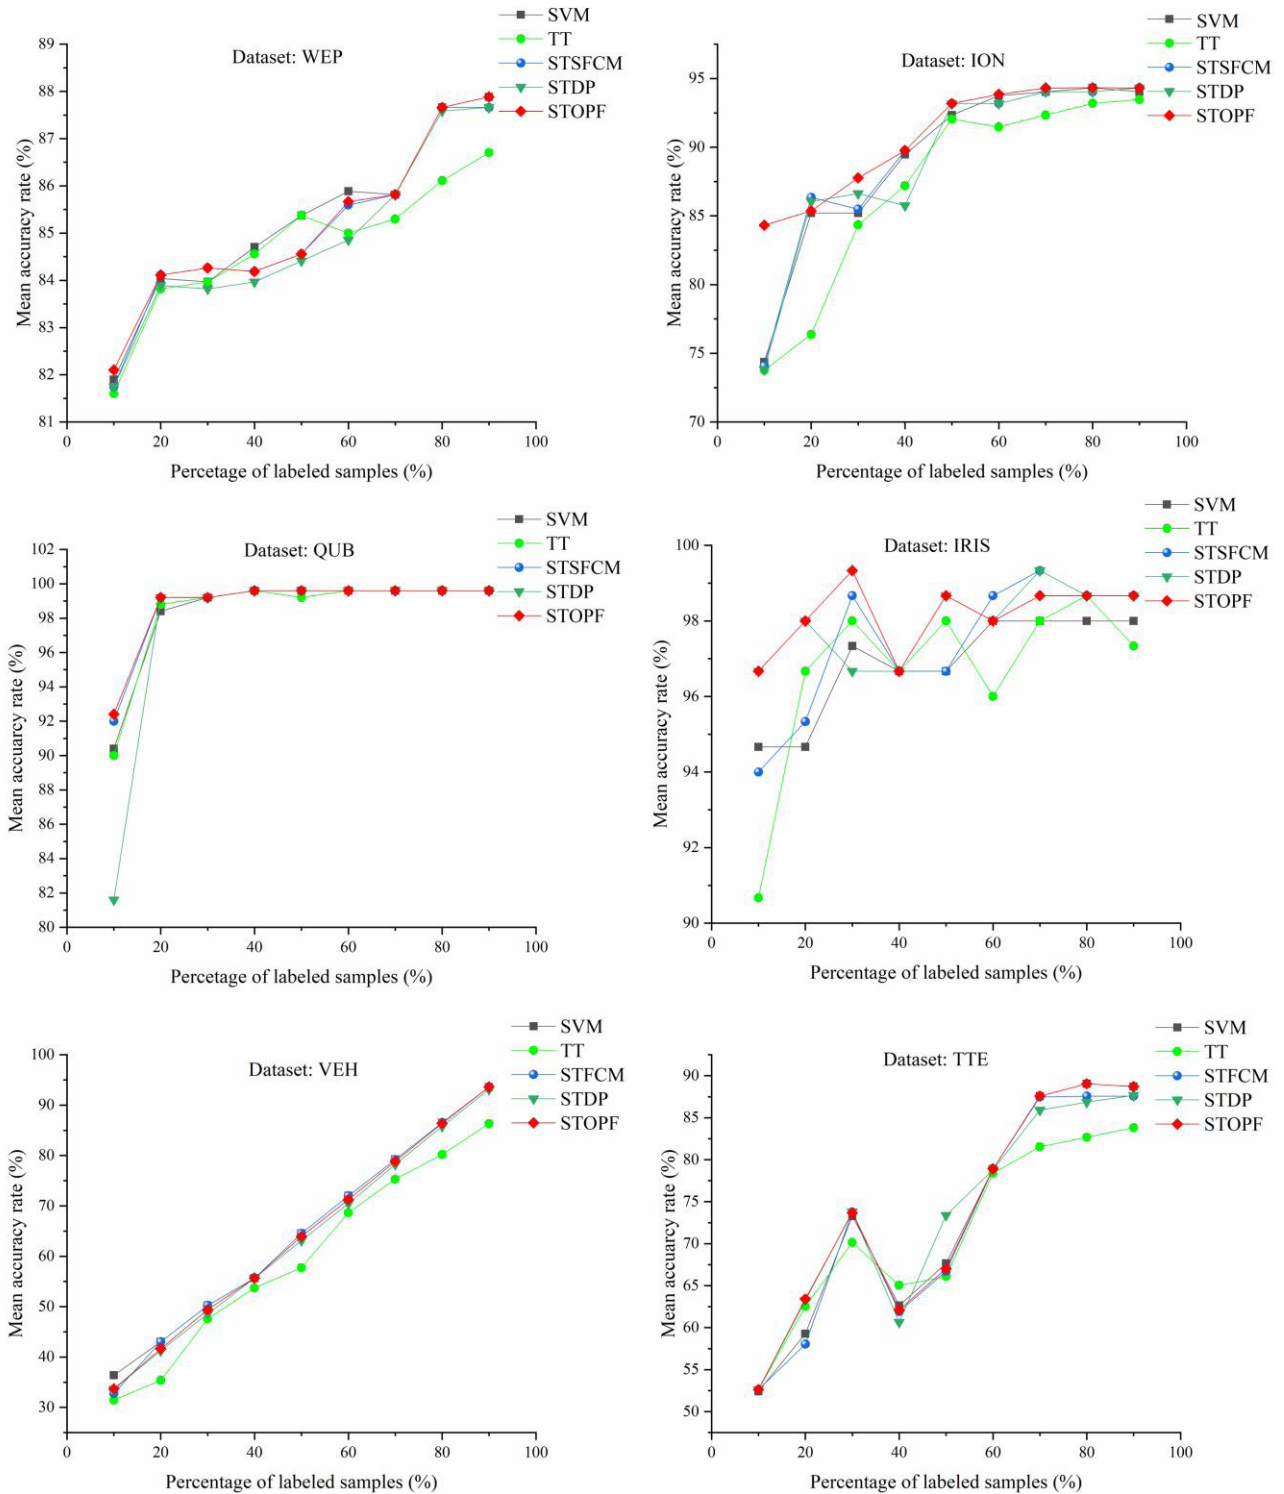 SVM
TT
STSFCM
STDP
STOPF
Dataset: WEP
89
88
87
86
85
84
83
82
81
0 20 40 60 80 100
Mean accuracy rate (%)
Percetage of labeled samples (%)
SVM
TT
STSFCM
STDP
STOPF
Dataset: ION
95
90
85
80
75
70
0 20 40 60 80 100
Mean accuracy rate (%)
Percentage of labeled samples (%)
SVM
TT
STSFCM
STDP
STOPF
Dataset: QUB
102
100
98
96
94
92
90
88
86
84
82
80
0 20 40 60 80 100
Mean accuarcy rate (%)
Percetage of labeled samples (%)
SVM
TT
STSFCM
STDP
STOPF
Dataset: IRIS
100
98
96
94
92
90
0 20 40 60 80 100
Mean accuracy rate (%)
Percentage of labeled samples (%)
SVM
TT
STFCM
STDP
STOPF
Dataset: VEH
100
90
80
70
60
50
40
30
0 20 40 60 80 100
Mean accuracy rate (%)
Percentage of labeled samples (%)
SVM
TT
STFCM
STDP
STOPF
Dataset: TTE
90
85
80
75
70
65
60
55
50
0 20 40 60 80 100
Mean accuarcy rate (%)
Percentage of labeled samples (%)